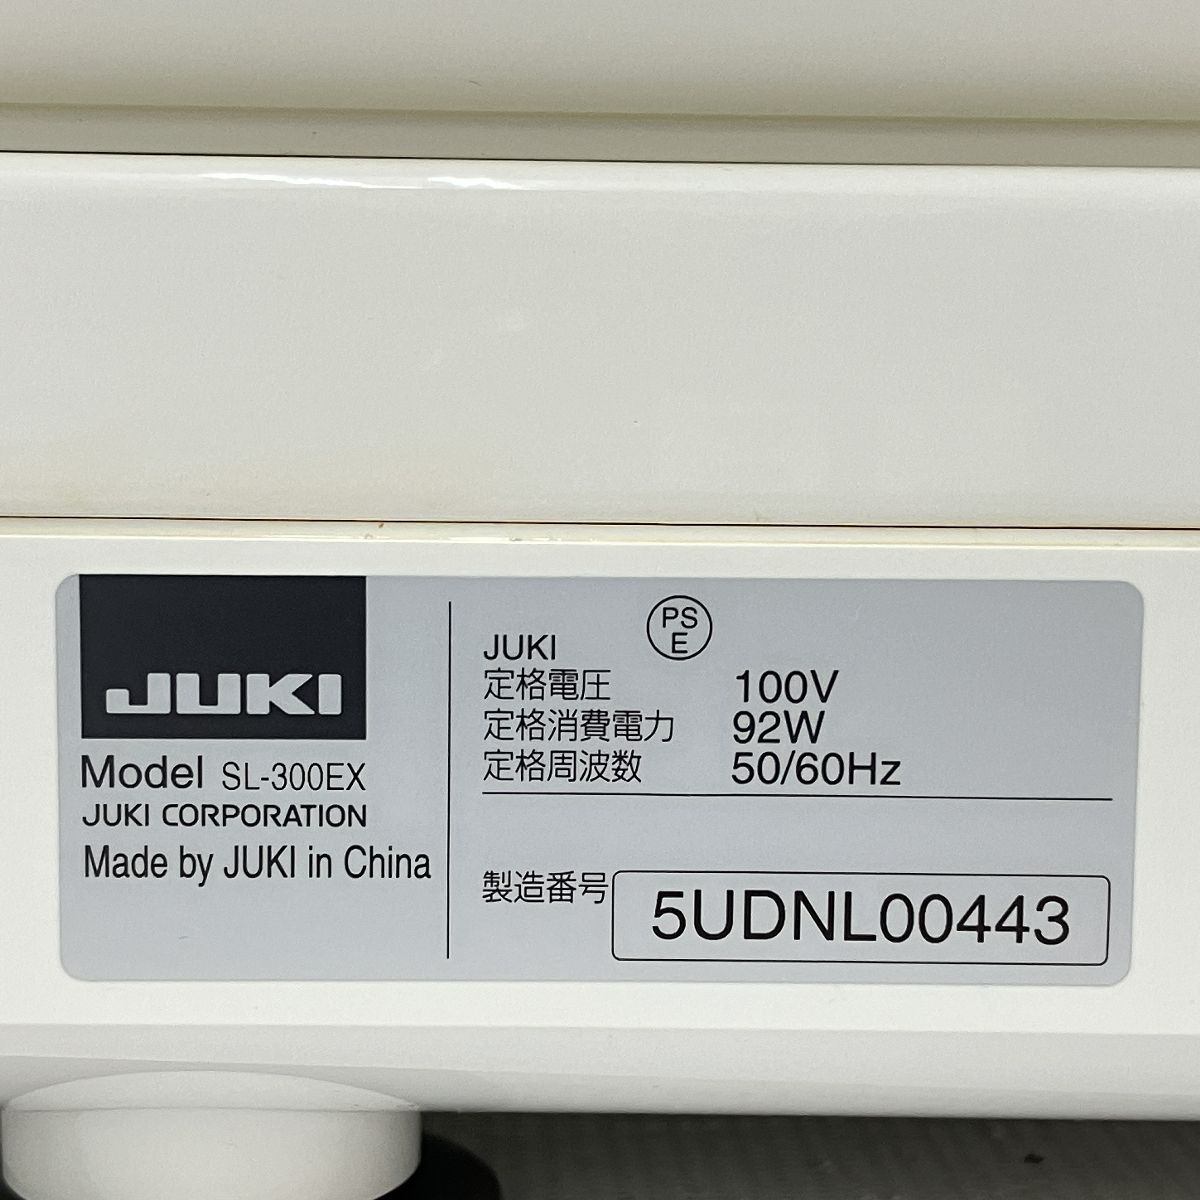 JUKI
Model SL-300EX
JUKI CORPORATION
Made by JUKI in China
PS
E
JUKI
定格電圧 100V
定格消費電力 92W
定格周波数 50/60Hz
製造番号 5UDNL00443